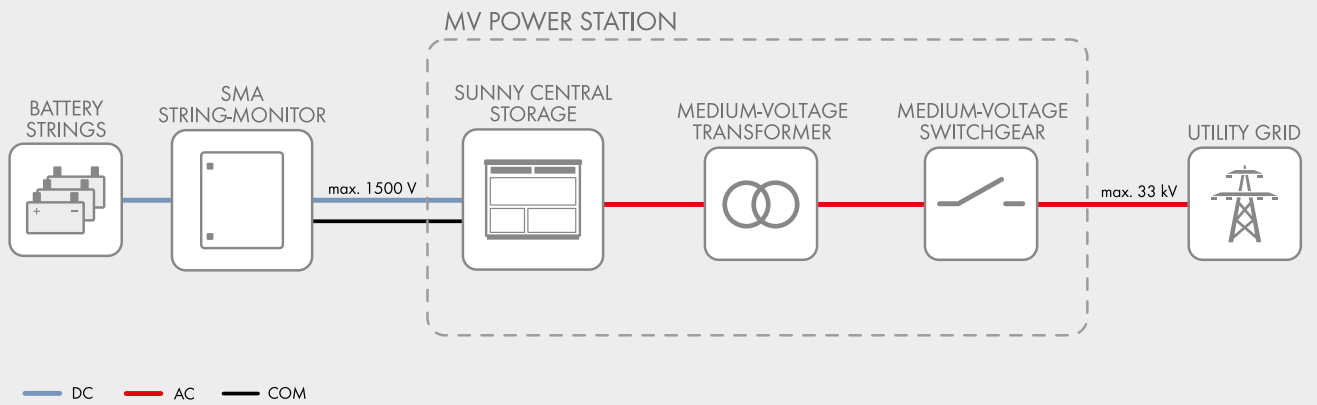 MV POWER STATION
BATTERY
STRINGS
SMA
STRING-MONITOR
max. 1500 V
SUNNY CENTRAL
STORAGE
MEDIUM-VOLTAGE
TRANSFORMER
MEDIUM-VOLTAGE
SWITCHGEAR
max. 33 kV
UTILITY GRID
+ −
DC AC COM